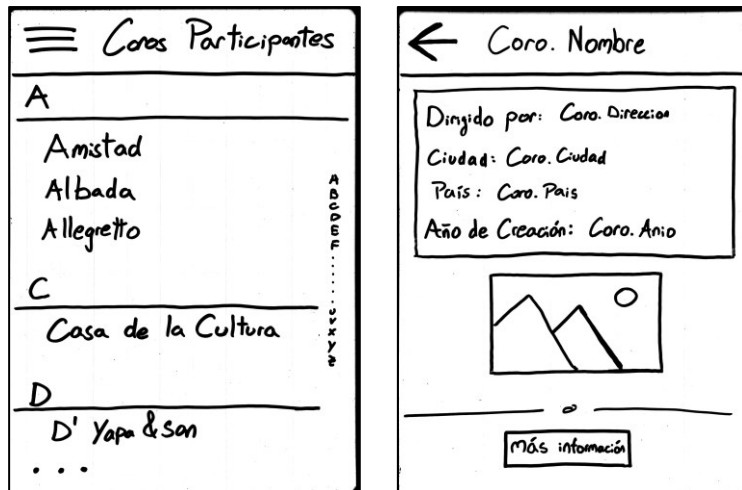 Coros Participantes
A
Amistad
Albada
Allegretto
C
Casa de la Cultura
D
D' Yapa & Son
. . .
A
B
C
D
E
F
.
.
.
.
.
.
.
U
V
X
Y
Z
Coro. Nombre
Dirigido por: Coro. Direccion
Ciudad: Coro. Ciudad
País: Coro. Pais
Año de Creación: Coro. Anio
Más información